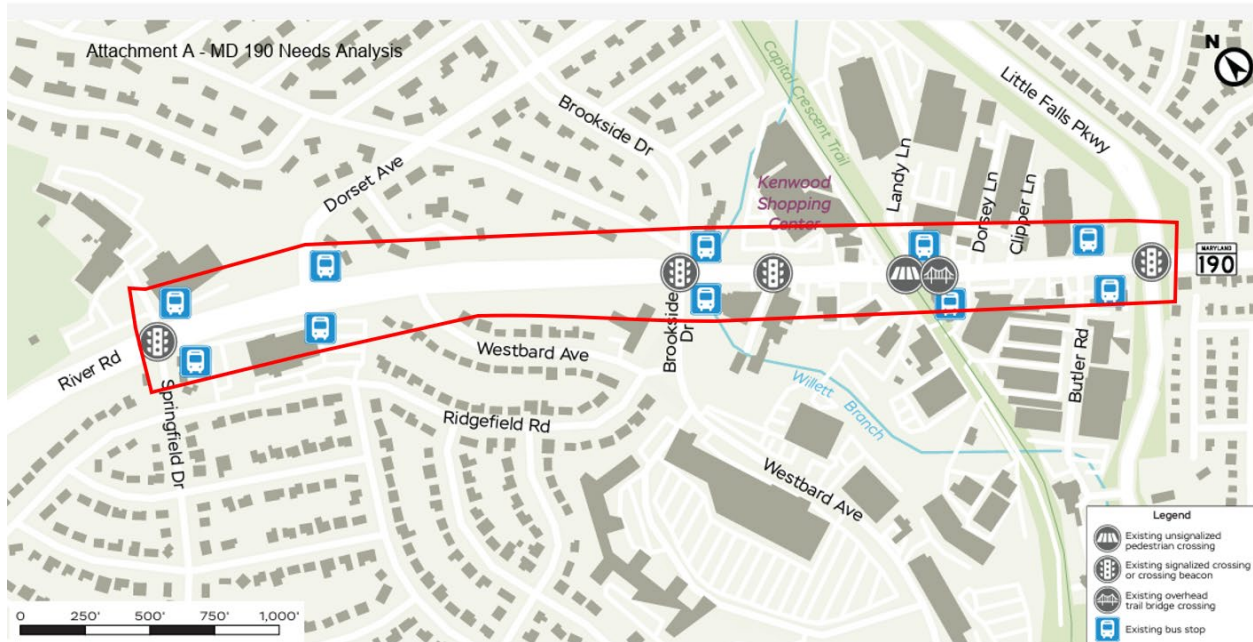 Attachment A - MD 190 Needs Analysis
N
Little Falls Pkwy
Capital Crescent Trail
Brookside Dr
Dorset Ave
Landy Ln
Kenwood
Shopping
Center
Dorsey Ln
Clipper Ln
MARYLAND
190
River Rd
Springfield Dr
Westbard Ave
Brookside
Dr
Ridgefield Rd
Willett Branch
Butler Rd
Westbard Ave
Legend
Existing unsignalized
pedestrian crossing
Existing signalized crossing
or crossing beacon
Existing overhead
trail bridge crossing
Existing bus stop
0 250' 500' 750' 1,000'